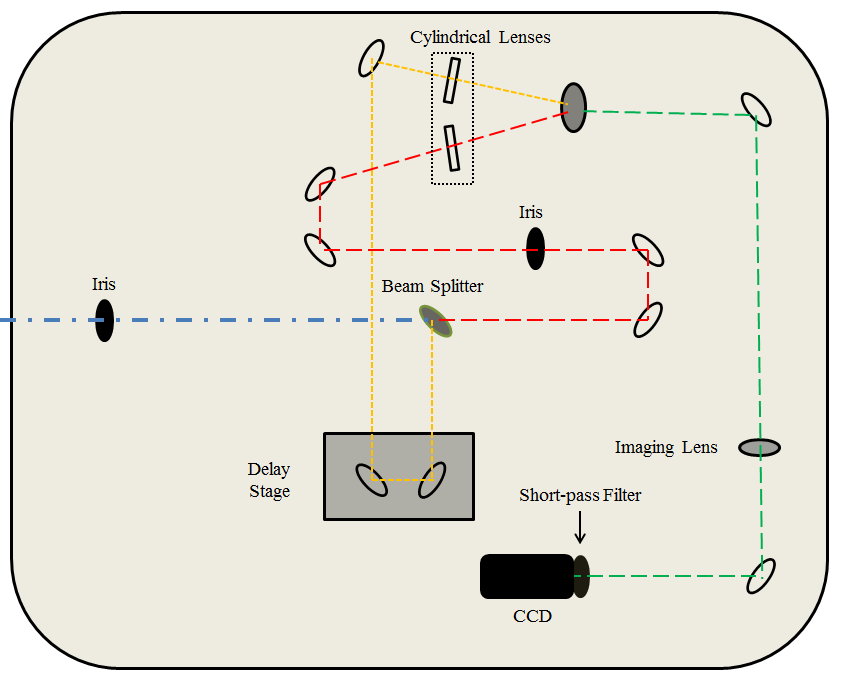 Cylindrical Lenses
Iris
Iris
Beam Splitter
Imaging Lens
Delay
Stage
Short-pass Filter
CCD